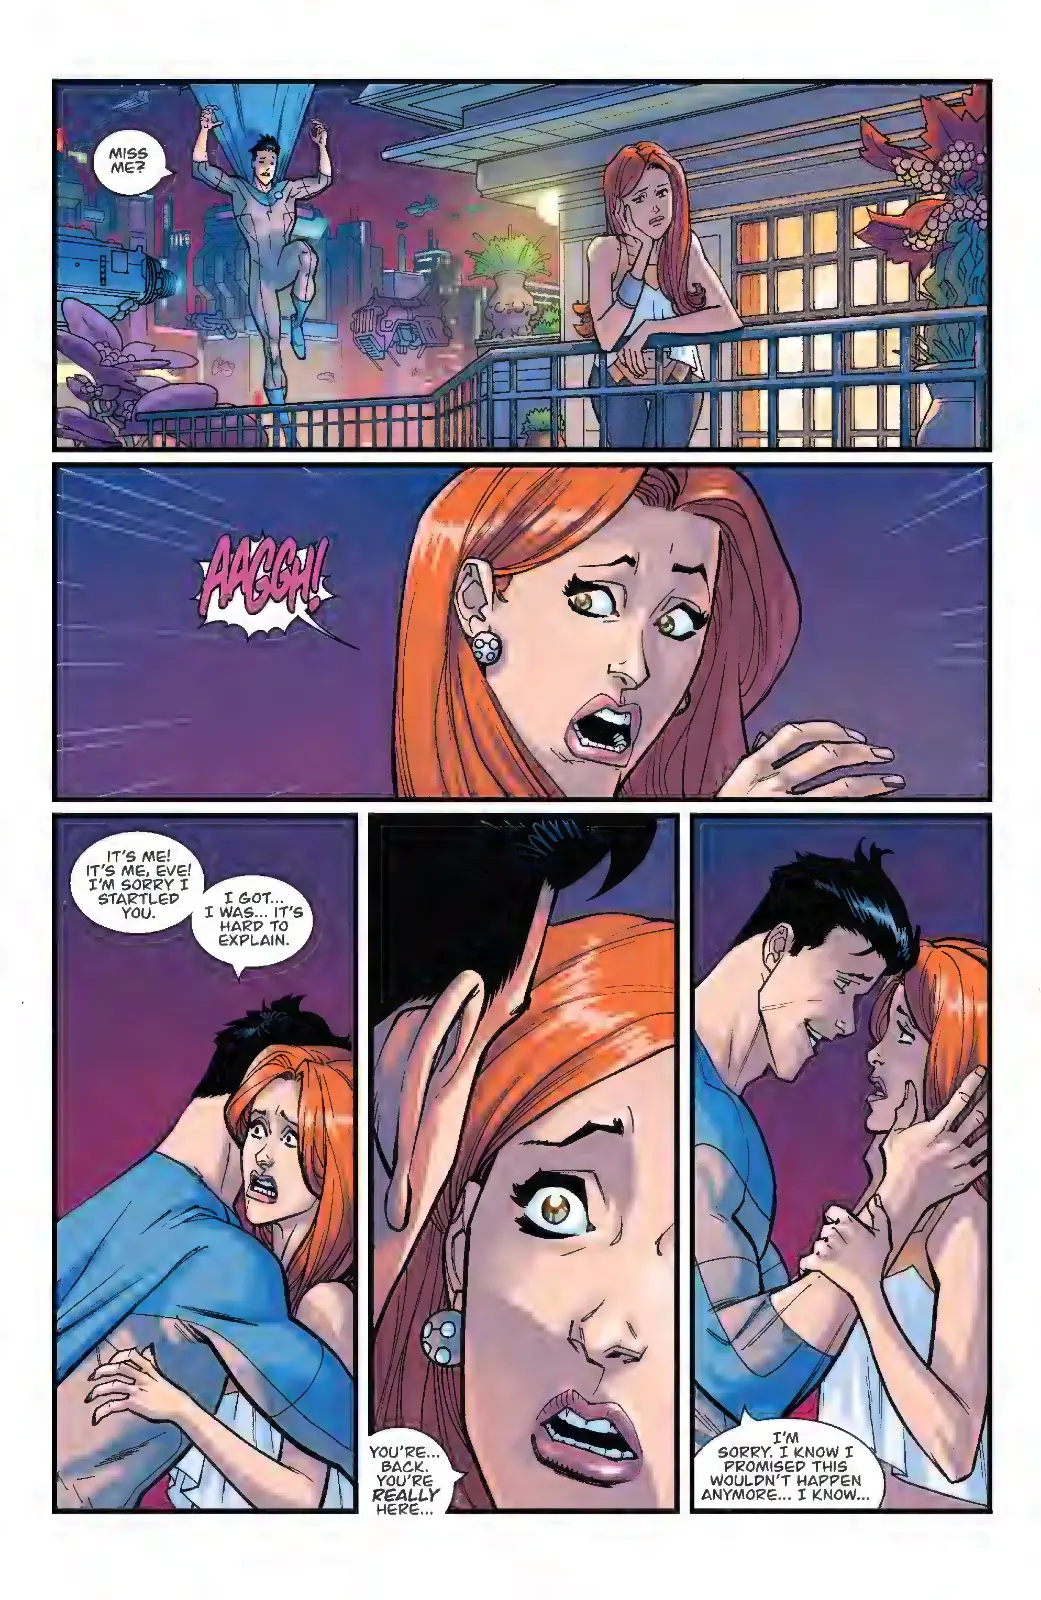 MISS
ME?
AAGGH!
IT'S ME!
IT'S ME, EVE!
I'M SORRY I
STARTLED
YOU.
I GOT...
I WAS... IT'S
HARD TO
EXPLAIN.
YOU'RE...
BACK.
YOU'RE
REALLY
HERE...
I'M
SORRY. I KNOW I
PROMISED THIS
WOULDN'T HAPPEN
ANYMORE... I KNOW...